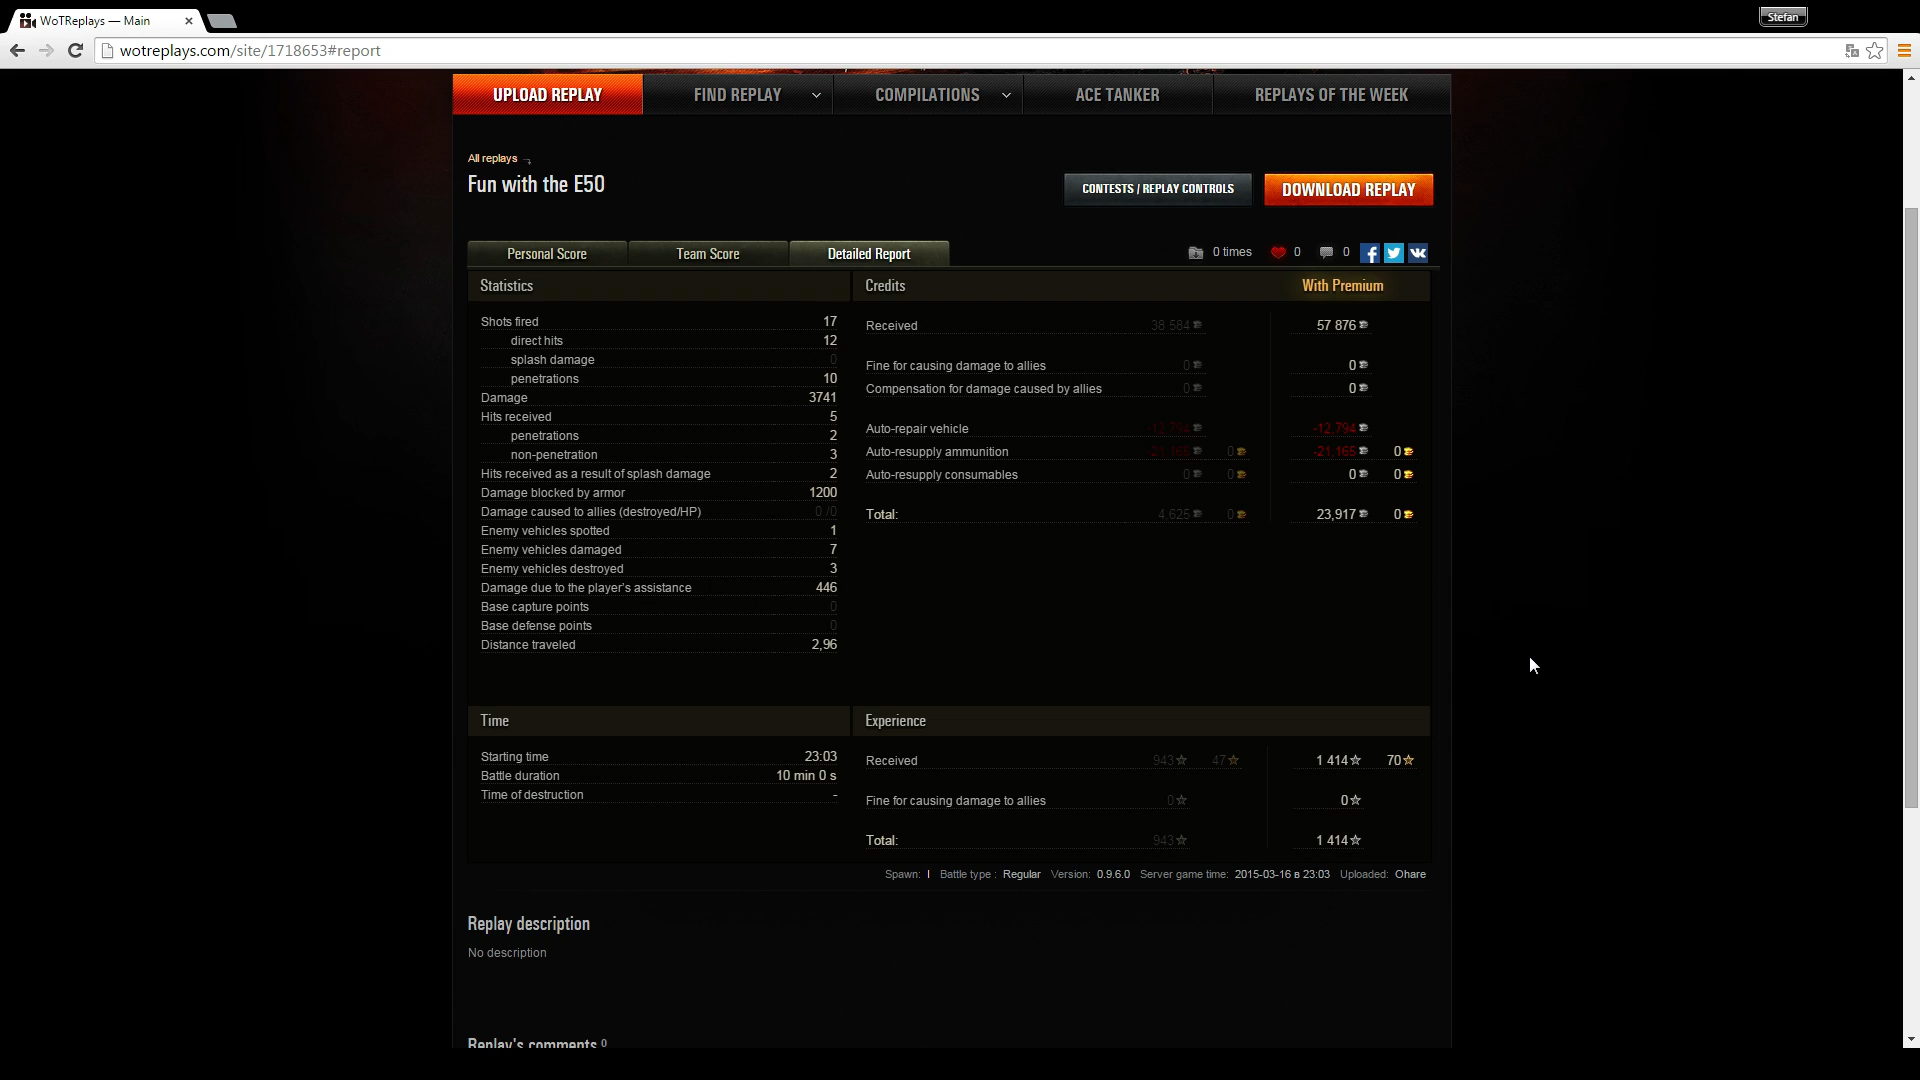 WoTReplays — Main
Stefan
wotreplays.com/site/1718653#report
UPLOAD REPLAY FIND REPLAY COMPILATIONS ACE TANKER REPLAYS OF THE WEEK
All replays
Fun with the E50
CONTESTS / REPLAY CONTROLS DOWNLOAD REPLAY
Personal Score Team Score Detailed Report 0 times 0 0
Statistics
Shots fired 17
direct hits 12
splash damage 0
penetrations 10
Damage 3741
Hits received 5
penetrations 2
non-penetration 3
Hits received as a result of splash damage 2
Damage blocked by armor 1200
Damage caused to allies (destroyed/HP) 0 /0
Enemy vehicles spotted 1
Enemy vehicles damaged 7
Enemy vehicles destroyed 3
Damage due to the player's assistance 446
Base capture points 0
Base defense points 0
Distance traveled 2,96
Credits With Premium
Received 38 584 57 876
Fine for causing damage to allies 0 0
Compensation for damage caused by allies 0 0
Auto-repair vehicle -12,794 -12,794
Auto-resupply ammunition -21,165 0 -21,165 0
Auto-resupply consumables 0 0 0 0
Total: 4,625 0 23,917 0
Time
Starting time 23:03
Battle duration 10 min 0 s
Time of destruction -
Experience
Received 943 47 1 414 70
Fine for causing damage to allies 0 0
Total: 943 1 414
Spawn: I Battle type : Regular Version: 0.9.6.0 Server game time: 2015-03-16 в 23:03 Uploaded: Ohare
Replay description
No description
Replay's comments 0